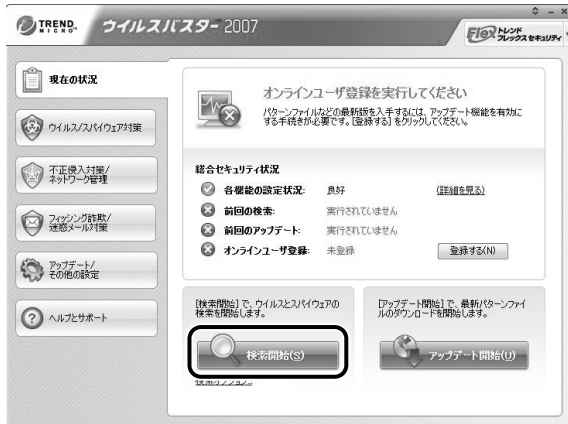 TREND MICRO ウイルスバスター 2007
Flex トレンド フレックス セキュリティ
現在の状況
ウイルス/スパイウェア対策
不正侵入対策/
ネットワーク管理
フィッシング詐欺/
迷惑メール対策
アップデート/
その他の設定
ヘルプとサポート
オンラインユーザ登録を実行してください
パターンファイルなどの最新版を入手するには、アップデート機能を有効に
する手続きが必要です。[登録する]をクリックしてください。
総合セキュリティ状況
各機能の設定状況: 良好 (詳細を見る)
前回の検索: 実行されていません
前回のアップデート: 実行されていません
オンラインユーザ登録: 未登録 登録する(N)
[検索開始]で、ウイルスとスパイウェアの
検索を開始します。
検索開始(S)
検索オプション...
[アップデート開始]で、最新パターンファイ
ルのダウンロードを開始します。
アップデート開始(U)